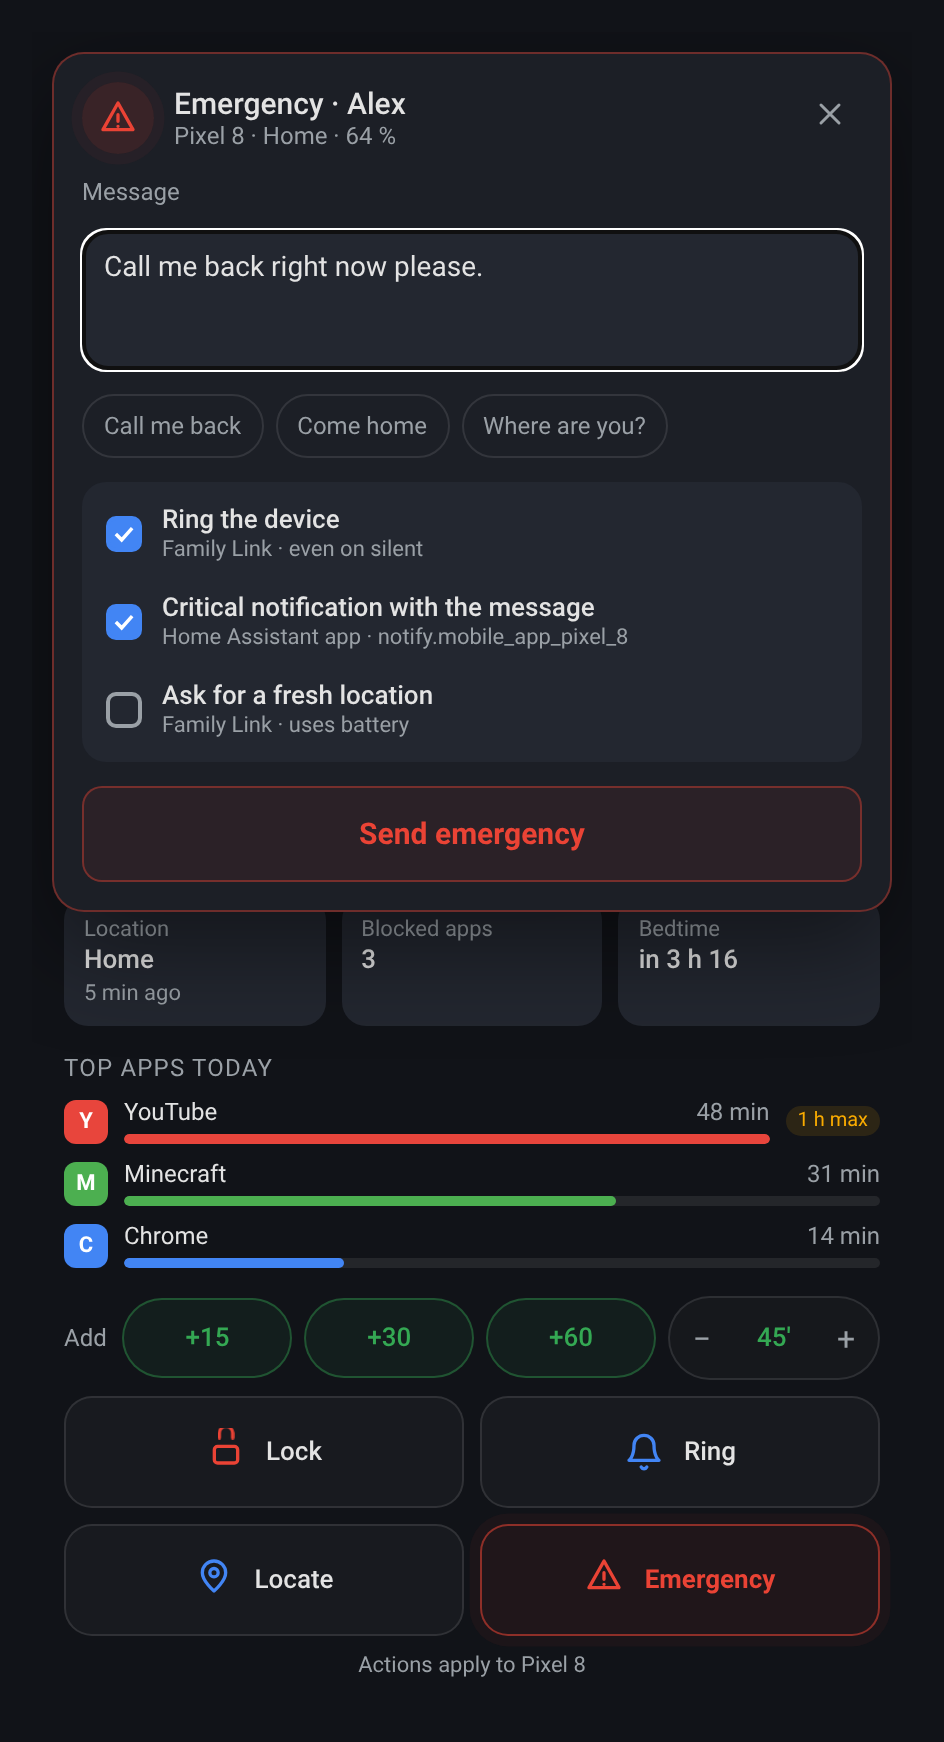 Emergency · Alex
Pixel 8 · Home · 64 %
Message
Call me back right now please.
Call me back
Come home
Where are you?
Ring the device
Family Link · even on silent
Critical notification with the message
Home Assistant app · notify.mobile_app_pixel_8
Ask for a fresh location
Family Link · uses battery
Send emergency
Location
Home
5 min ago
Blocked apps
3
Bedtime
in 3 h 16
TOP APPS TODAY
Y
YouTube
48 min
1 h max
M
Minecraft
31 min
C
Chrome
14 min
Add
+15
+30
+60
− 45' +
Lock
Ring
Locate
Emergency
Actions apply to Pixel 8